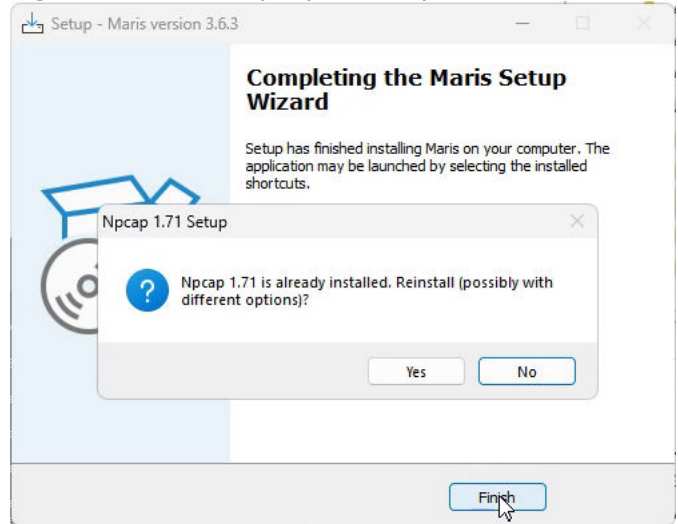 Setup - Maris version 3.6.3
Completing the Maris Setup
Wizard
Setup has finished installing Maris on your computer. The
application may be launched by selecting the installed
shortcuts.
Npcap 1.71 Setup
Npcap 1.71 is already installed. Reinstall (possibly with
different options)?
Yes
No
Finish